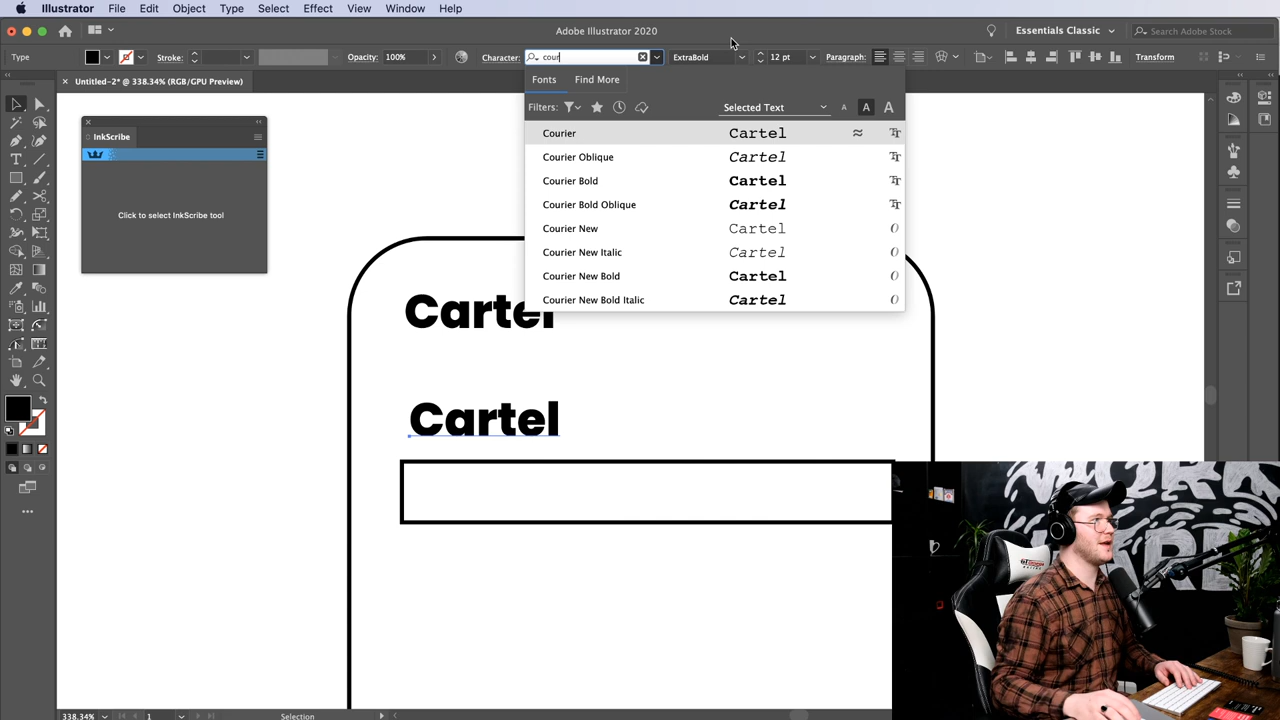 Illustrator File Edit Object Type Select Effect View Window Help
Adobe Illustrator 2020
Essentials Classic
Search Adobe Stock
Type
Stroke:
Opacity: 100%
Character: cour
ExtraBold
12 pt
Paragraph:
Transform
× Untitled-2* @ 338.34% (RGB/GPU Preview)
Fonts Find More
Filters:
Selected Text
Courier Cartel
Courier Oblique Cartel
Courier Bold Cartel
Courier Bold Oblique Cartel
Courier New Cartel
Courier New Italic Cartel
Courier New Bold Cartel
Courier New Bold Italic Cartel
InkScribe
Click to select InkScribe tool
Cartel
Cartel
WORK
HARD
338.34%
1
Selection